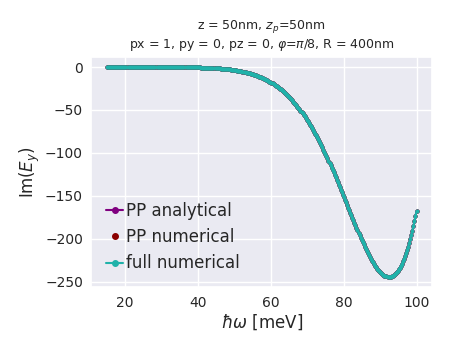 z = 50nm, zₚ=50nm
px = 1, py = 0, pz = 0, φ=π/8, R = 400nm
0
−50
−100
−150
−200
−250
Im(E_y)
PP analytical
PP numerical
full numerical
20 40 60 80 100
ħω [meV]